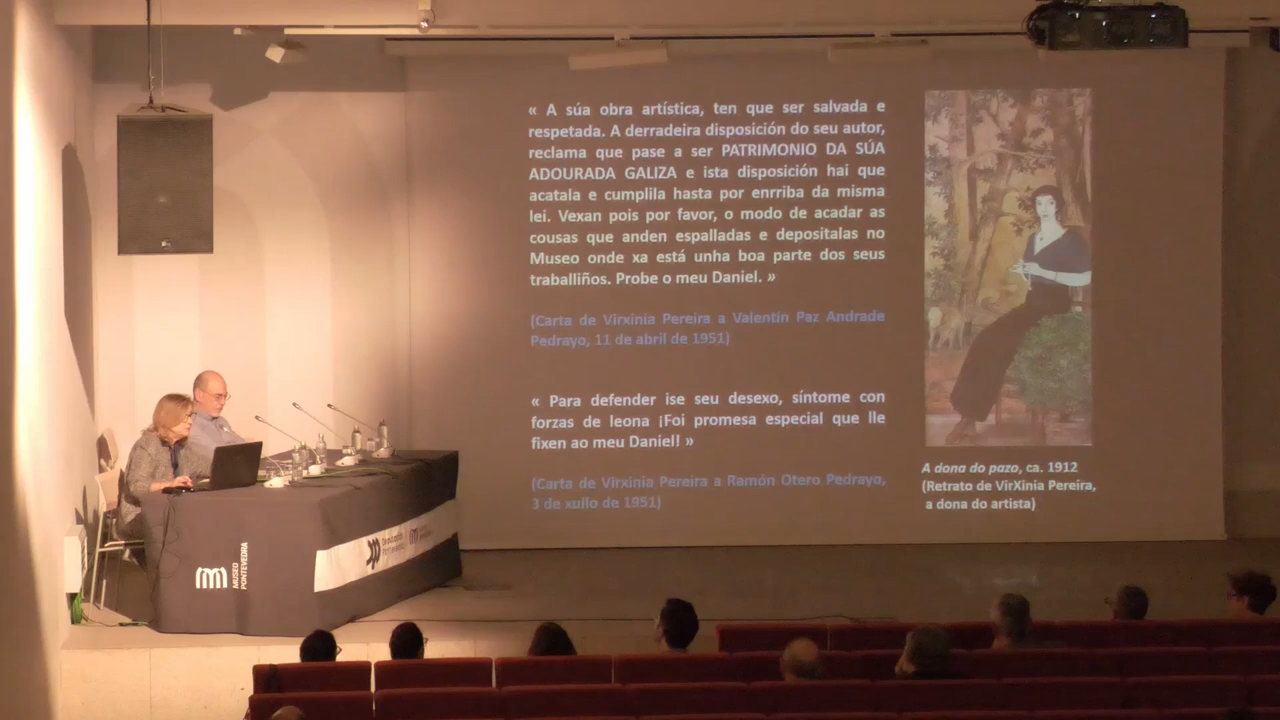 « A súa obra artística, ten que ser salvada e
respetada. A derradeira disposición do seu autor,
reclama que pase a ser PATRIMONIO DA SÚA
ADOURADA GALIZA e ista disposición hai que
acatala e cumplila hasta por enrriba da misma
lei. Vexan pois por favor, o modo de acadar as
cousas que anden espalladas e depositalas no
Museo onde xa está unha boa parte dos seus
traballiños. Probe o meu Daniel. »
(Carta de Virxinia Pereira a Valentín Paz Andrade
Pedrayo, 11 de abril de 1951)
« Para defender ise seu desexo, síntome con
forzas de leona ¡Foi promesa especial que lle
fixen ao meu Daniel! »
(Carta de Virxinia Pereira a Ramón Otero Pedrayo,
3 de xullo de 1951)
A dona do pazo, ca. 1912
(Retrato de VirXinia Pereira,
a dona do artista)
MUSEO
PONTEVEDRA